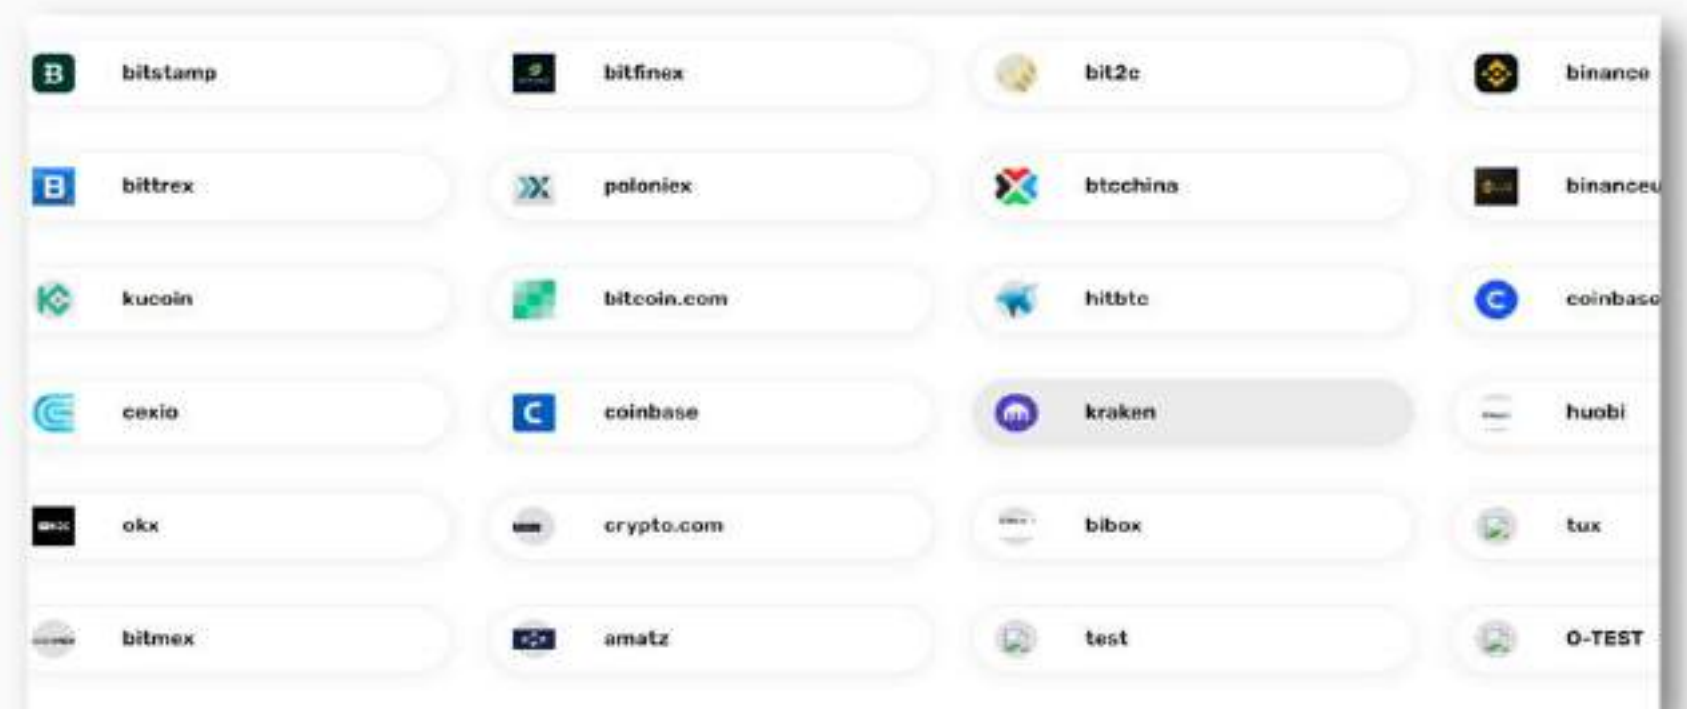 bitstamp bitfinex bit2c binance
bittrex poloniex btcchina binanceu
kucoin bitcoin.com hitbtc coinbase
cexio coinbase kraken huobi
okx crypto.com bibox tux
bitmex amatz test O-TEST